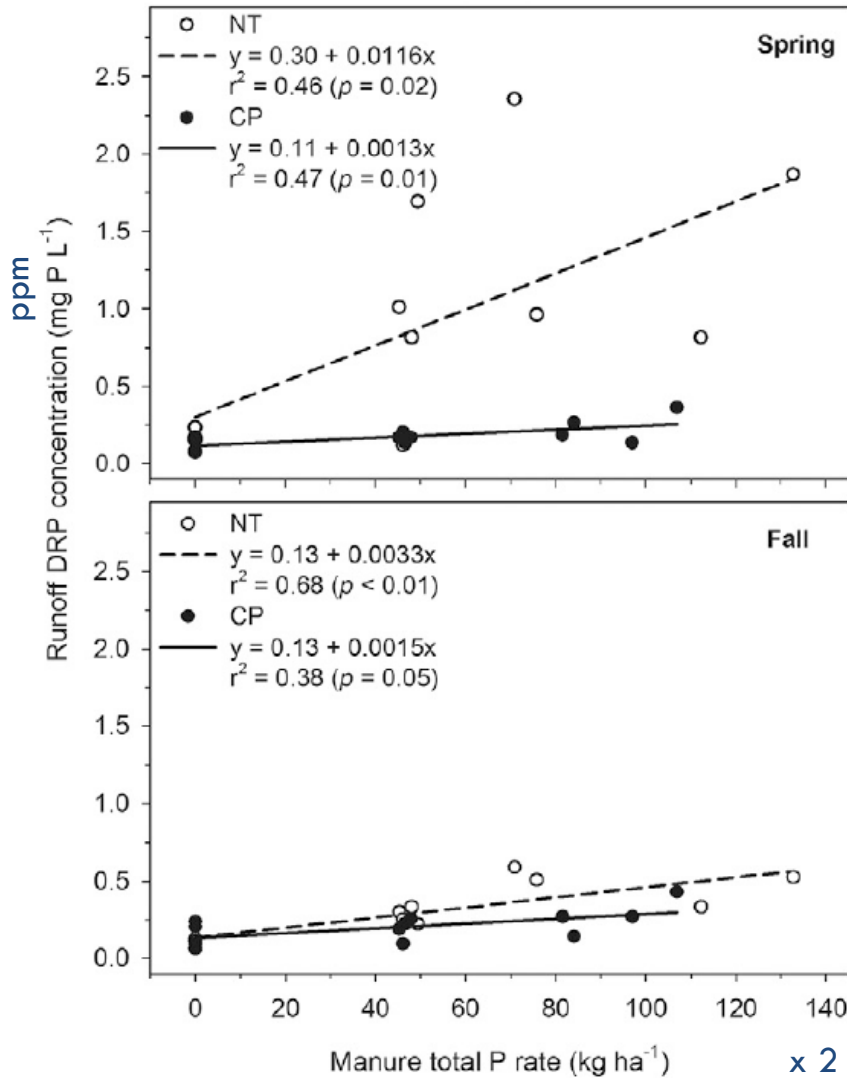 NT
y = 0.30 + 0.0116x
r² = 0.46 (p = 0.02)
CP
y = 0.11 + 0.0013x
r² = 0.47 (p = 0.01)
Spring
2.5
2.0
1.5
1.0
0.5
0.0
NT
y = 0.13 + 0.0033x
r² = 0.68 (p < 0.01)
CP
y = 0.13 + 0.0015x
r² = 0.38 (p = 0.05)
Fall
2.5
2.0
1.5
1.0
0.5
0.0
ppm
Runoff DRP concentration (mg P L⁻¹)
0 20 40 60 80 100 120 140
Manure total P rate (kg ha⁻¹)
x 2